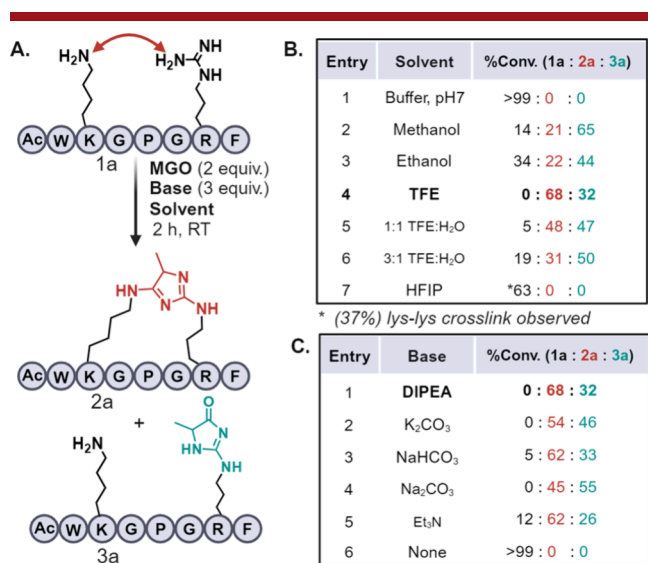 A.
H₂N
H₂N
NH
NH
HN
Ac W K G P G R F
1a
MGO (2 equiv.)
Base (3 equiv.)
Solvent
2 h, RT
HN
N
N
NH
Ac W K G P G R F
2a
+
H₂N
O
N
HN
NH
Ac W K G P G R F
3a
B.
Entry Solvent %Conv. (1a : 2a : 3a)
1 Buffer, pH7 >99 : 0 : 0
2 Methanol 14 : 21 : 65
3 Ethanol 34 : 22 : 44
4 TFE 0 : 68 : 32
5 1:1 TFE:H₂O 5 : 48 : 47
6 3:1 TFE:H₂O 19 : 31 : 50
7 HFIP *63 : 0 : 0
* (37%) lys-lys crosslink observed
C.
Entry Base %Conv. (1a : 2a : 3a)
1 DIPEA 0 : 68 : 32
2 K₂CO₃ 0 : 54 : 46
3 NaHCO₃ 5 : 62 : 33
4 Na₂CO₃ 0 : 45 : 55
5 Et₃N 12 : 62 : 26
6 None >99 : 0 : 0